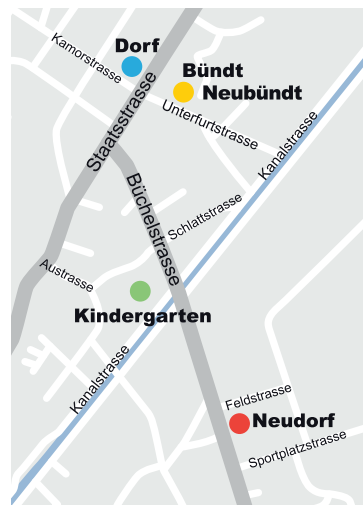 Kamorstrasse
Dorf
Bündt
Neubündt
Staatsstrasse
Unterfurtstrasse
Kanalstrasse
Büchelstrasse
Schlattstrasse
Austrasse
Kindergarten
Kanalstrasse
Feldstrasse
Neudorf
Sportplatzstrasse